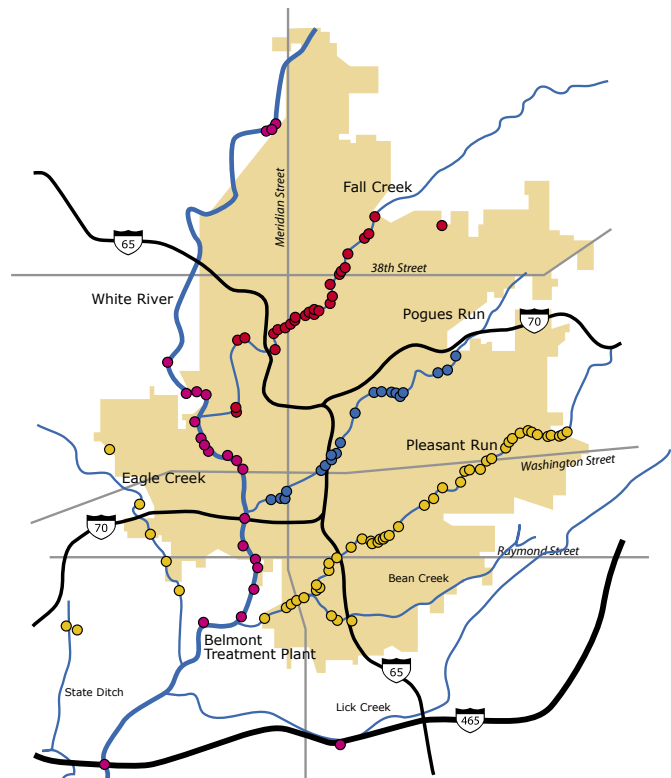 Fall Creek
Meridian Street
65
38th Street
White River
Pogues Run
70
Pleasant Run
Washington Street
Eagle Creek
70
Raymond Street
Bean Creek
Belmont
Treatment Plant
65
State Ditch
Lick Creek
465